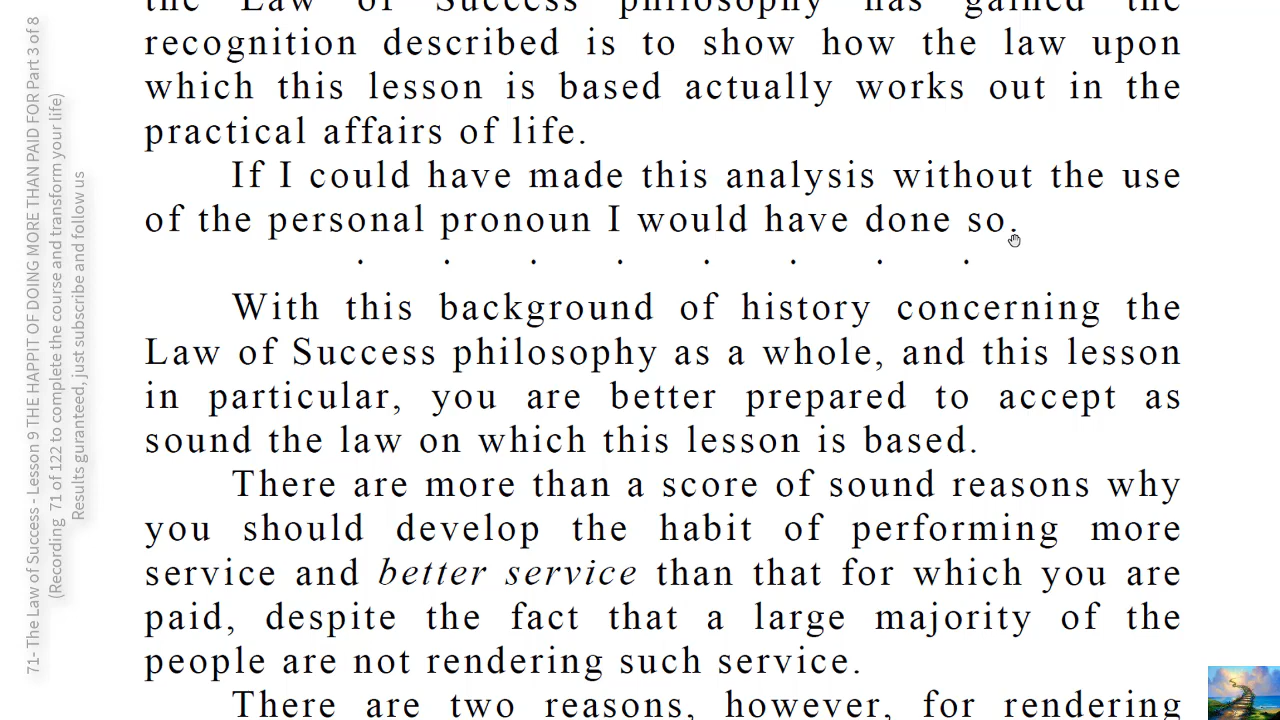 the Law of Success philosophy has gained the
recognition described is to show how the law upon
which this lesson is based actually works out in the
practical affairs of life.
If I could have made this analysis without the use
of the personal pronoun I would have done so.
. . . . . . . .
With this background of history concerning the
Law of Success philosophy as a whole, and this lesson
in particular, you are better prepared to accept as
sound the law on which this lesson is based.
There are more than a score of sound reasons why
you should develop the habit of performing more
service and better service than that for which you are
paid, despite the fact that a large majority of the
people are not rendering such service.
There are two reasons, however, for rendering
71- The Law of Success - Lesson 9 THE HAPPIT OF DOING MORE THAN PAID FOR Part 3 of 8
(Recording 71 of 122 to complete the course and transform your life)
Results guranteed, just subscribe and follow us